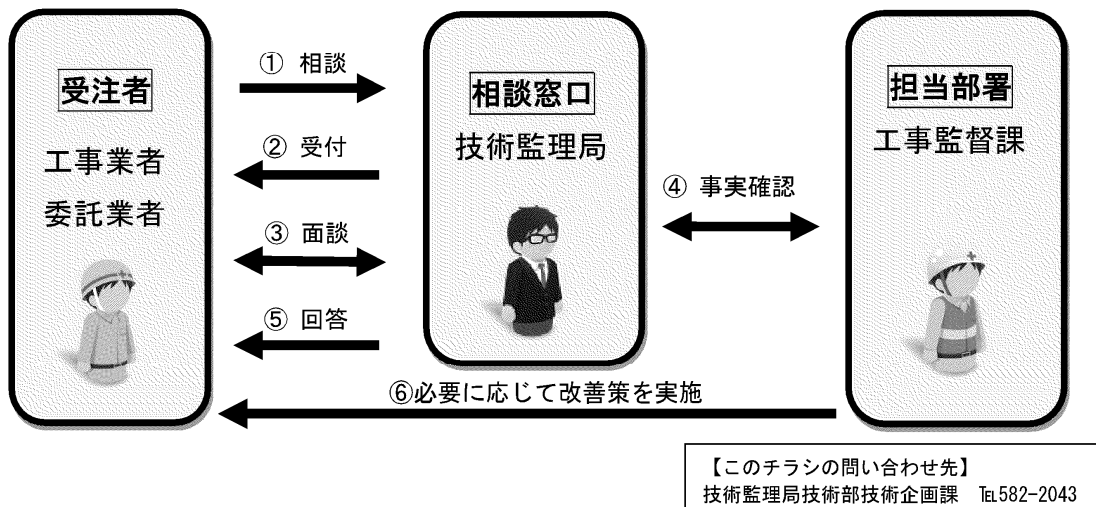 受注者
工事業者
委託業者
① 相談
② 受付
③ 面談
⑤ 回答
相談窓口
技術監理局
④ 事実確認
担当部署
工事監督課
⑥必要に応じて改善策を実施
【このチラシの問い合わせ先】
技術監理局技術部技術企画課 ℡582-2043